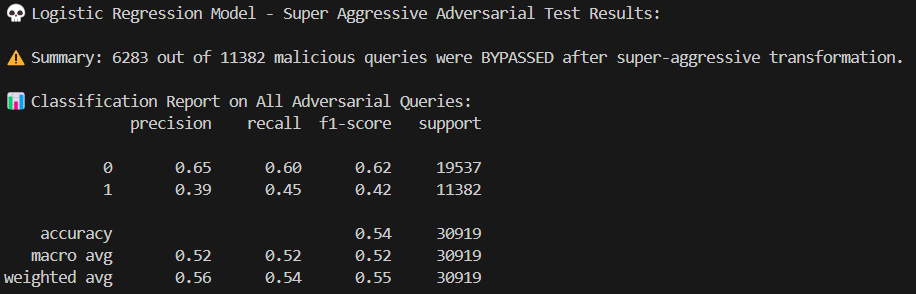 💀 Logistic Regression Model - Super Aggressive Adversarial Test Results:
⚠️ Summary: 6283 out of 11382 malicious queries were BYPASSED after super-aggressive transformation.
📊 Classification Report on All Adversarial Queries:
precision recall f1-score support
0 0.65 0.60 0.62 19537
1 0.39 0.45 0.42 11382
accuracy 0.54 30919
macro avg 0.52 0.52 0.52 30919
weighted avg 0.56 0.54 0.55 30919